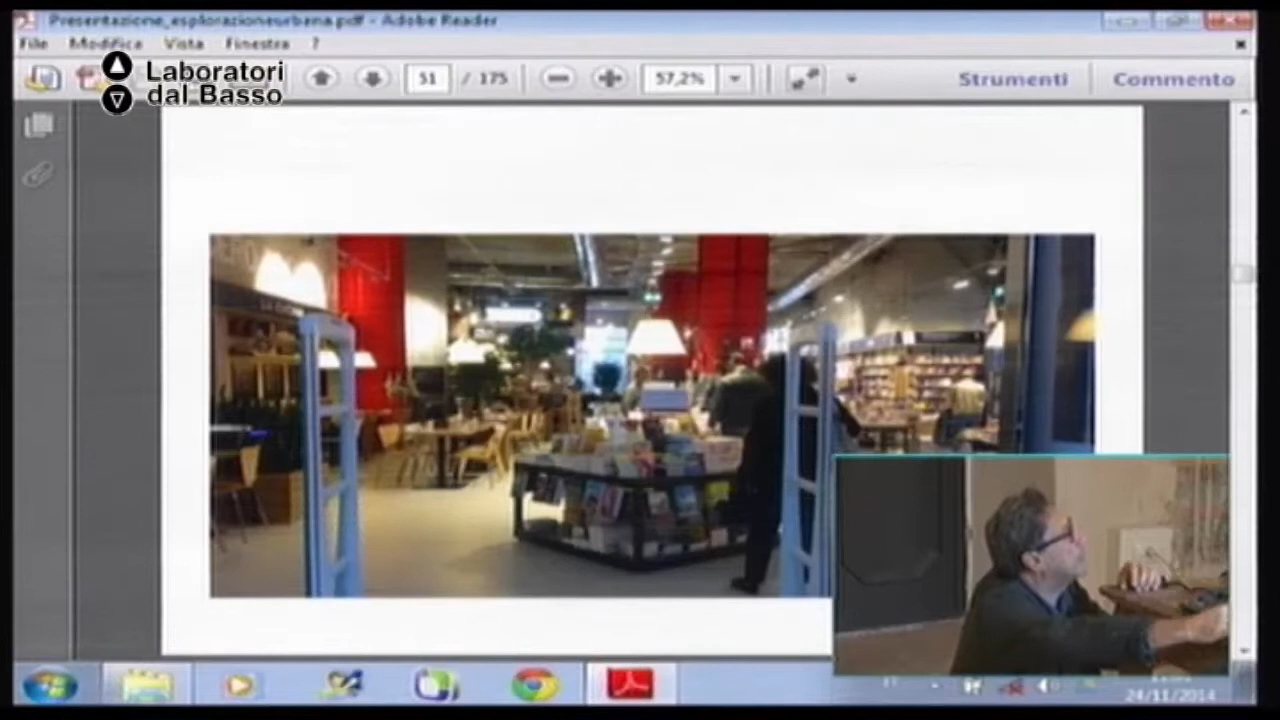 Presentazione_esplorazioneurbana.pdf - Adobe Reader
File Modifica Vista Finestra ?
Laboratori
dal Basso
51 / 175
57,2%
Strumenti
Commento
IT
24/11/2014